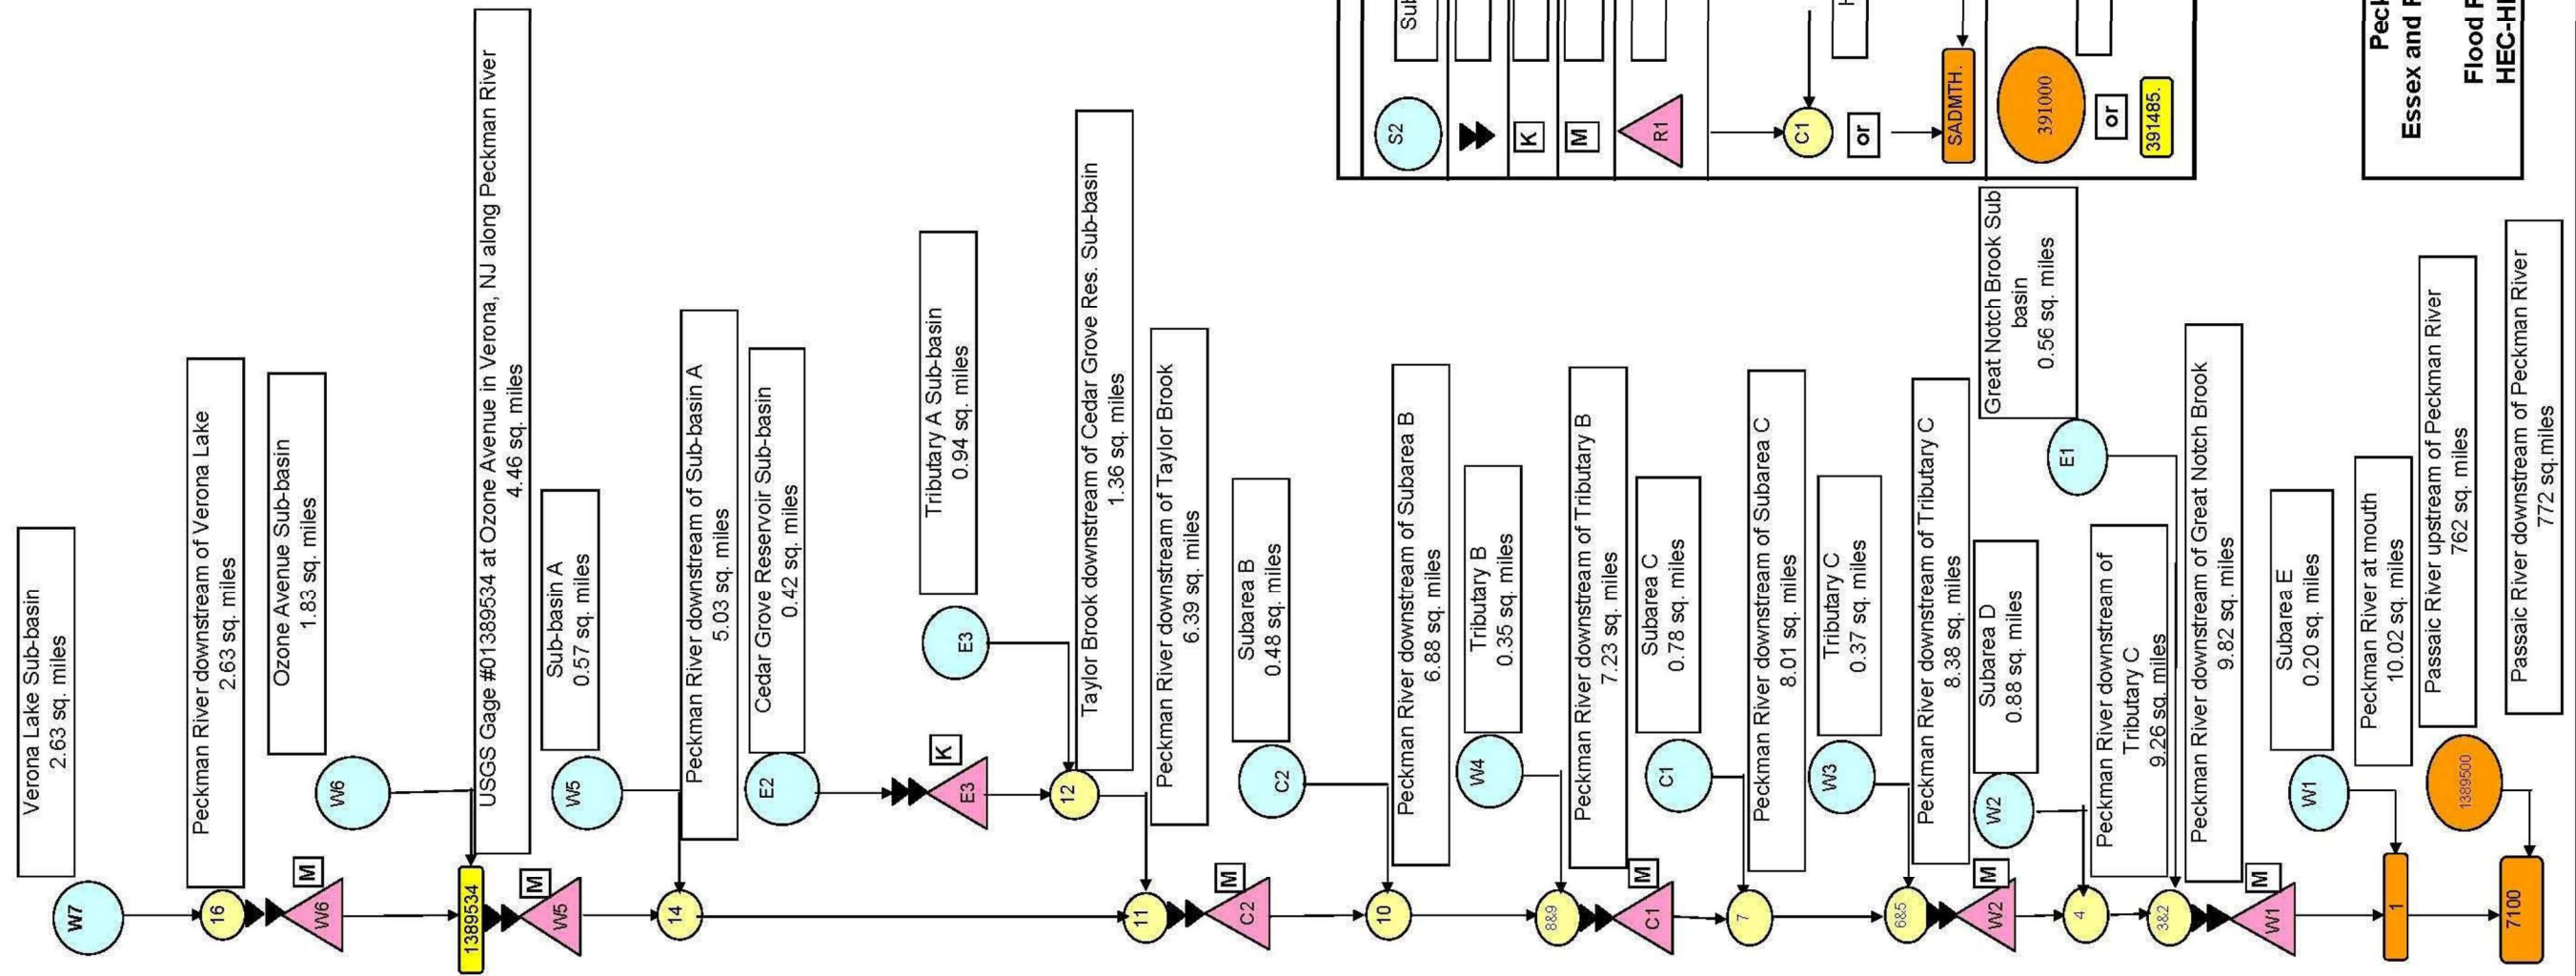 W7
Verona Lake Sub-basin
2.63 sq. miles
16
Peckman River downstream of Verona Lake
2.63 sq. miles
M
W6
W6
Ozone Avenue Sub-basin
1.83 sq. miles
1389534
USGS Gage #01389534 at Ozone Avenue in Verona, NJ along Peckman River
4.46 sq. miles
M
W5
W5
Sub-basin A
0.57 sq. miles
14
Peckman River downstream of Sub-basin A
5.03 sq. miles
E2
Cedar Grove Reservoir Sub-basin
0.42 sq. miles
K
E3
E3
Tributary A Sub-basin
0.94 sq. miles
12
Taylor Brook downstream of Cedar Grove Res. Sub-basin
1.36 sq. miles
11
Peckman River downstream of Taylor Brook
6.39 sq. miles
M
C2
C2
Subarea B
0.48 sq. miles
10
Peckman River downstream of Subarea B
6.88 sq. miles
W4
Tributary B
0.35 sq. miles
8&9
Peckman River downstream of Tributary B
7.23 sq. miles
M
C1
C1
Subarea C
0.78 sq. miles
7
Peckman River downstream of Subarea C
8.01 sq. miles
W3
Tributary C
0.37 sq. miles
6&5
Peckman River downstream of Tributary C
8.38 sq. miles
M
W2
W2
Subarea D
0.88 sq. miles
4
Peckman River downstream of
Tributary C
9.26 sq. miles
E1
Great Notch Brook Sub
basin
0.56 sq. miles
3&2
Peckman River downstream of Great Notch Brook
9.82 sq. miles
M
W1
W1
Subarea E
0.20 sq. miles
1
Peckman River at mouth
10.02 sq. miles
1389500
Passaic River upstream of Peckman River
762 sq. miles
7100
Passaic River downstream of Peckman River
772 sq.miles
S2
Sub
K
M
R1
C1
or
SADMTH.
H
391000
or
391485.
Peck
Essex and P
Flood F
HEC-H